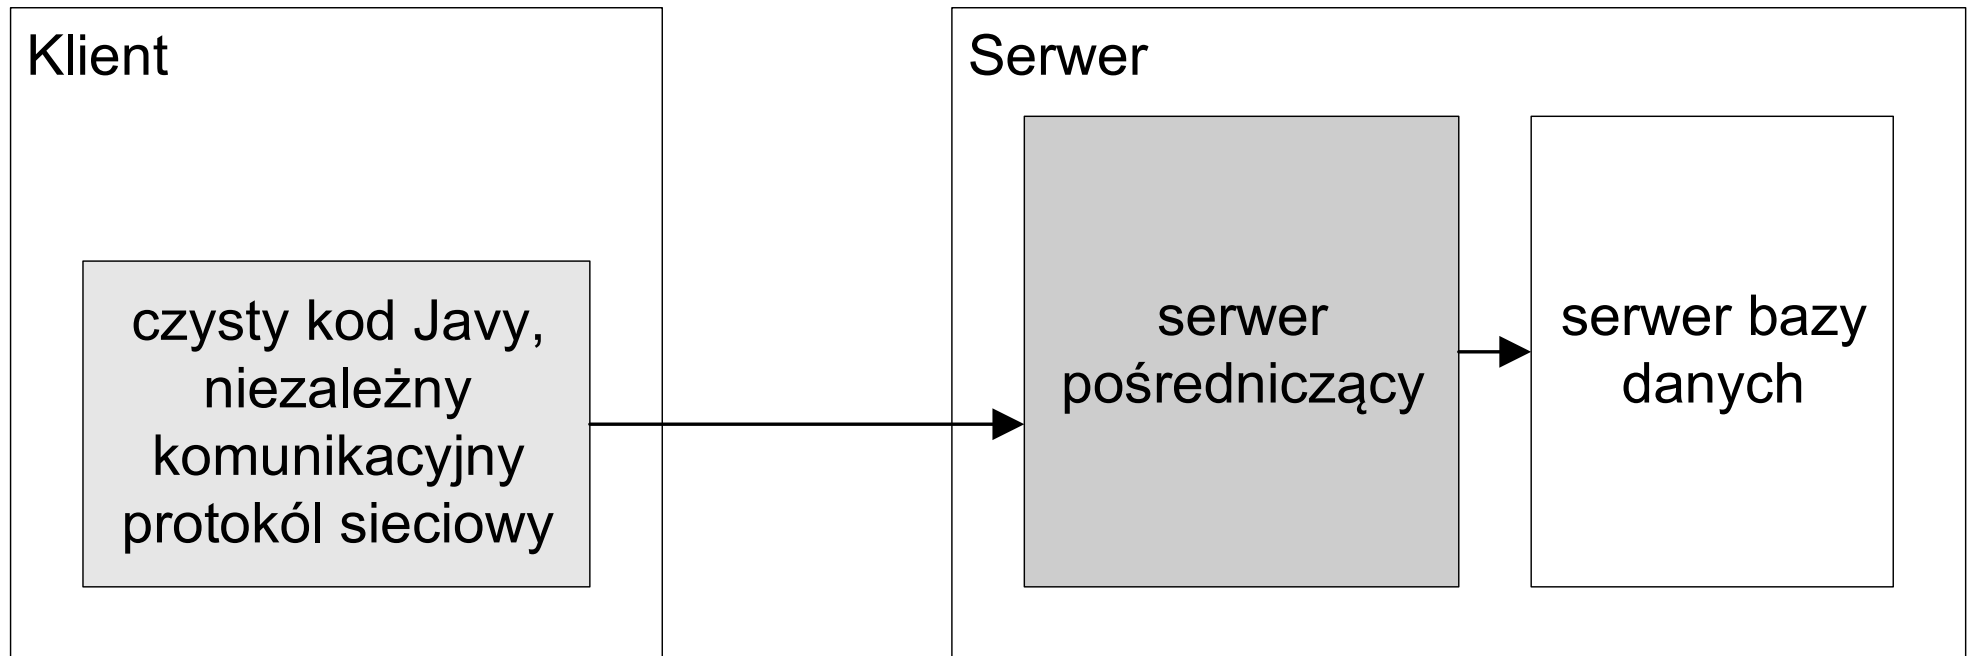 Klient
Serwer
czysty kod Javy,
niezależny
komunikacyjny
protokól sieciowy
serwer
pośredniczący
serwer bazy
danych